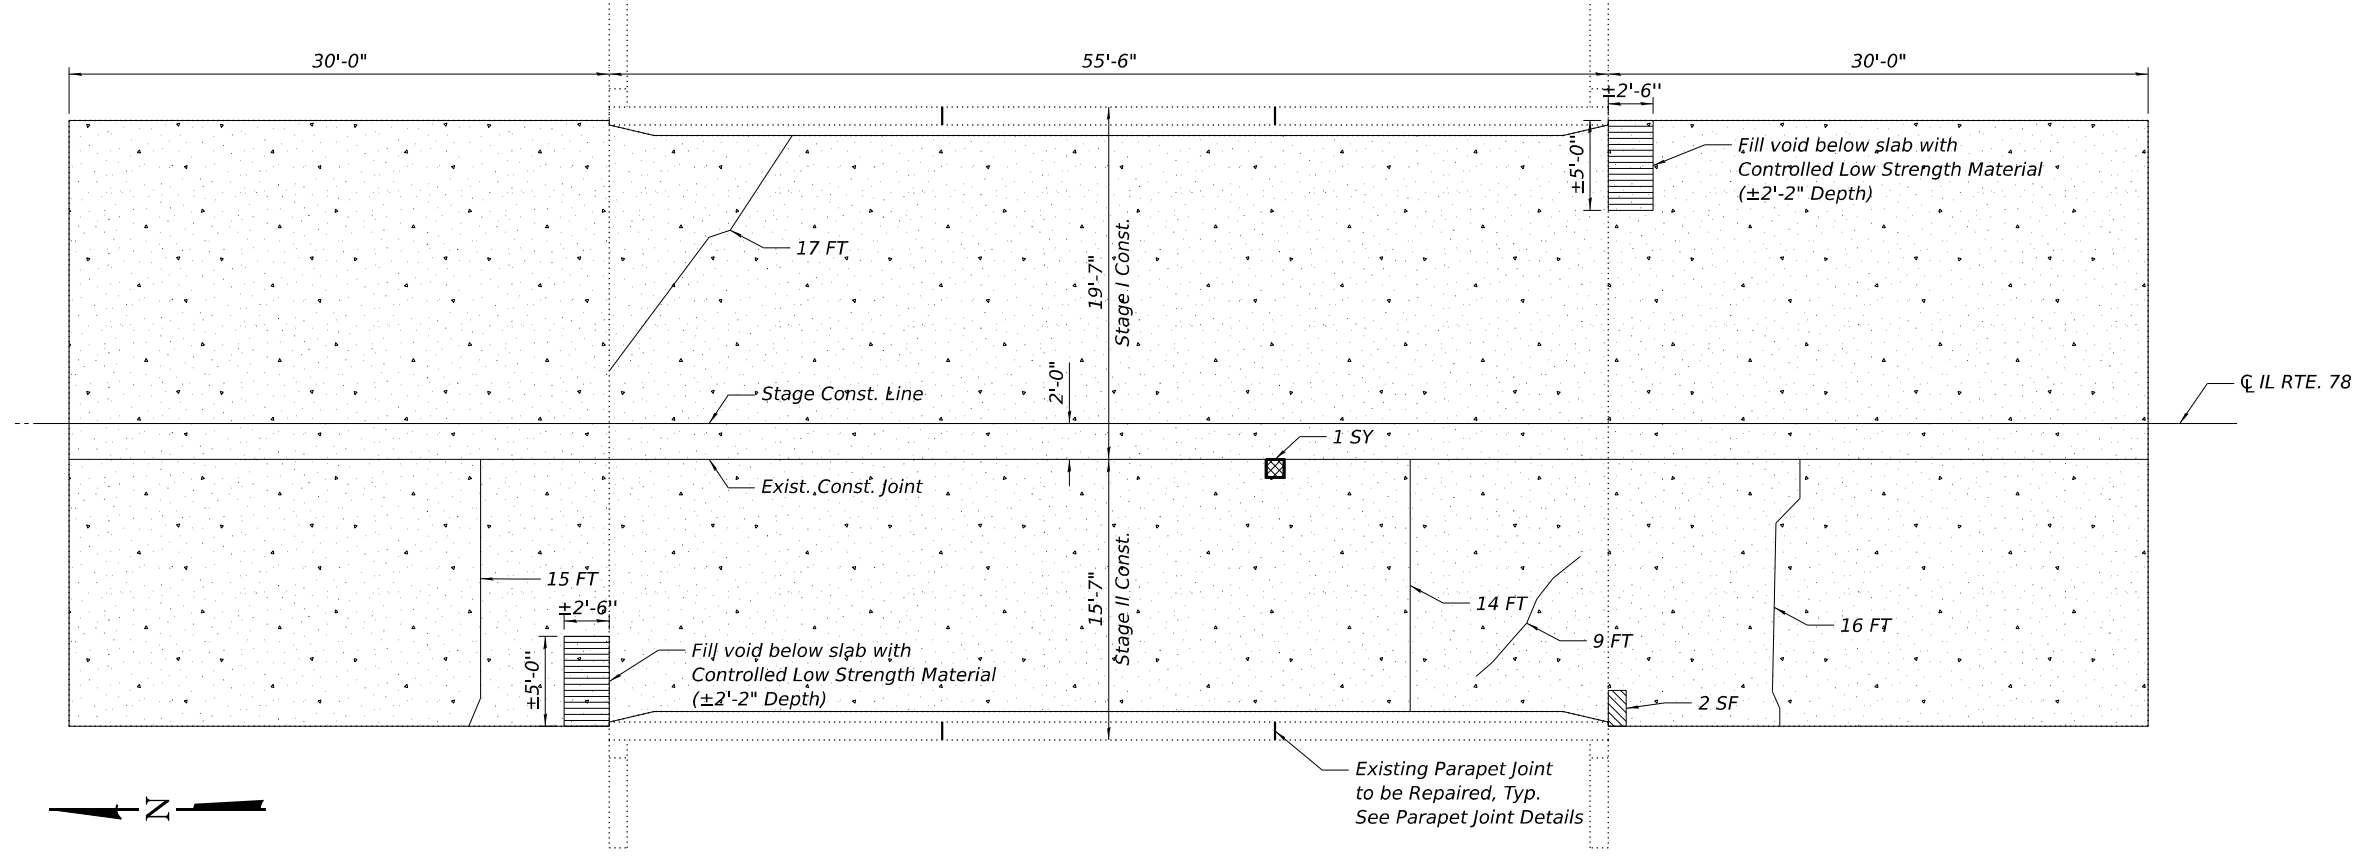 30'-0"
55'-6"
30'-0"
±2'-6"
±5'-0"
Fill void below slab with
Controlled Low Strength Material
(±2'-2" Depth)
17 FT
19'-7"
Stage I Const.
Stage Const. Line
2'-0"
℄ IL RTE. 78
1 SY
Exist. Const. Joint
15 FT
±2'-6"
±5'-0"
Fill void below slab with
Controlled Low Strength Material
(±2'-2" Depth)
15'-7"
Stage II Const.
14 FT
9 FT
16 FT
2 SF
Existing Parapet Joint
to be Repaired, Typ.
See Parapet Joint Details
N